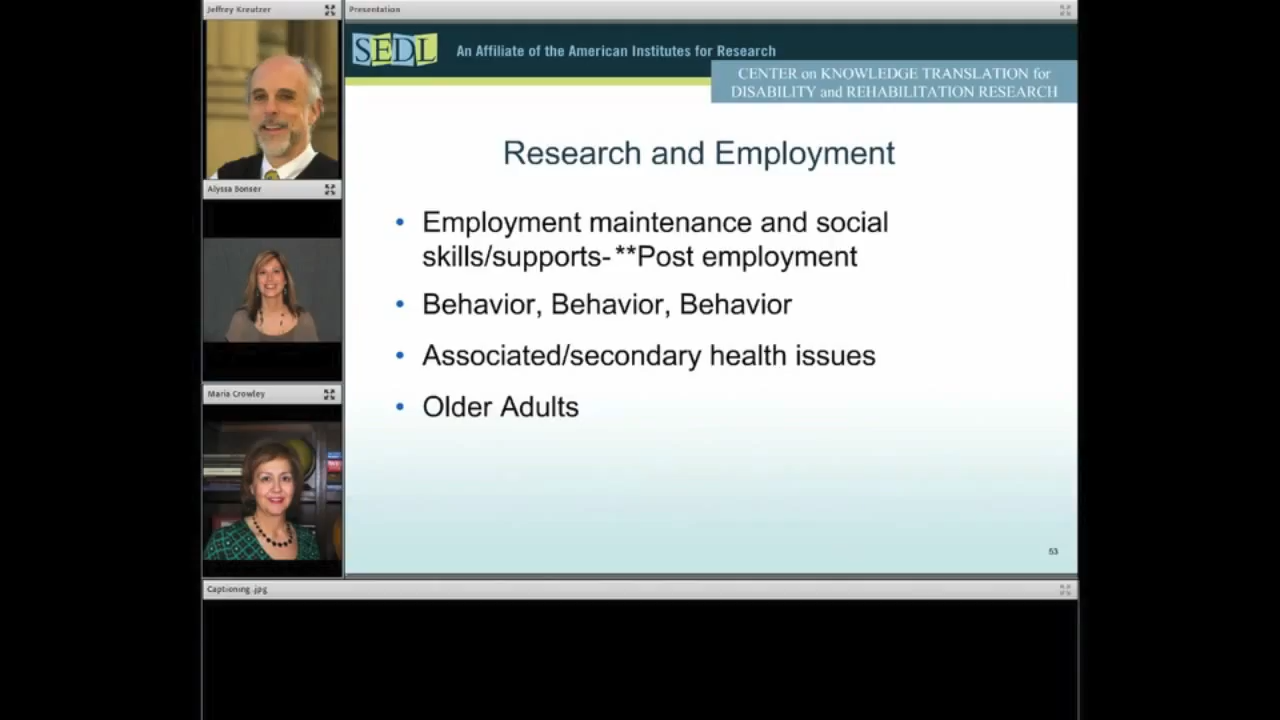 Jeffrey Kreutzer
Presentation
SEDL
An Affiliate of the American Institutes for Research
CENTER on KNOWLEDGE TRANSLATION for
DISABILITY and REHABILITATION RESEARCH
Alyssa Bonser
Maria Crowley
Research and Employment
• Employment maintenance and social
skills/supports- **Post employment
• Behavior, Behavior, Behavior
• Associated/secondary health issues
• Older Adults
53
Captioning .jpg